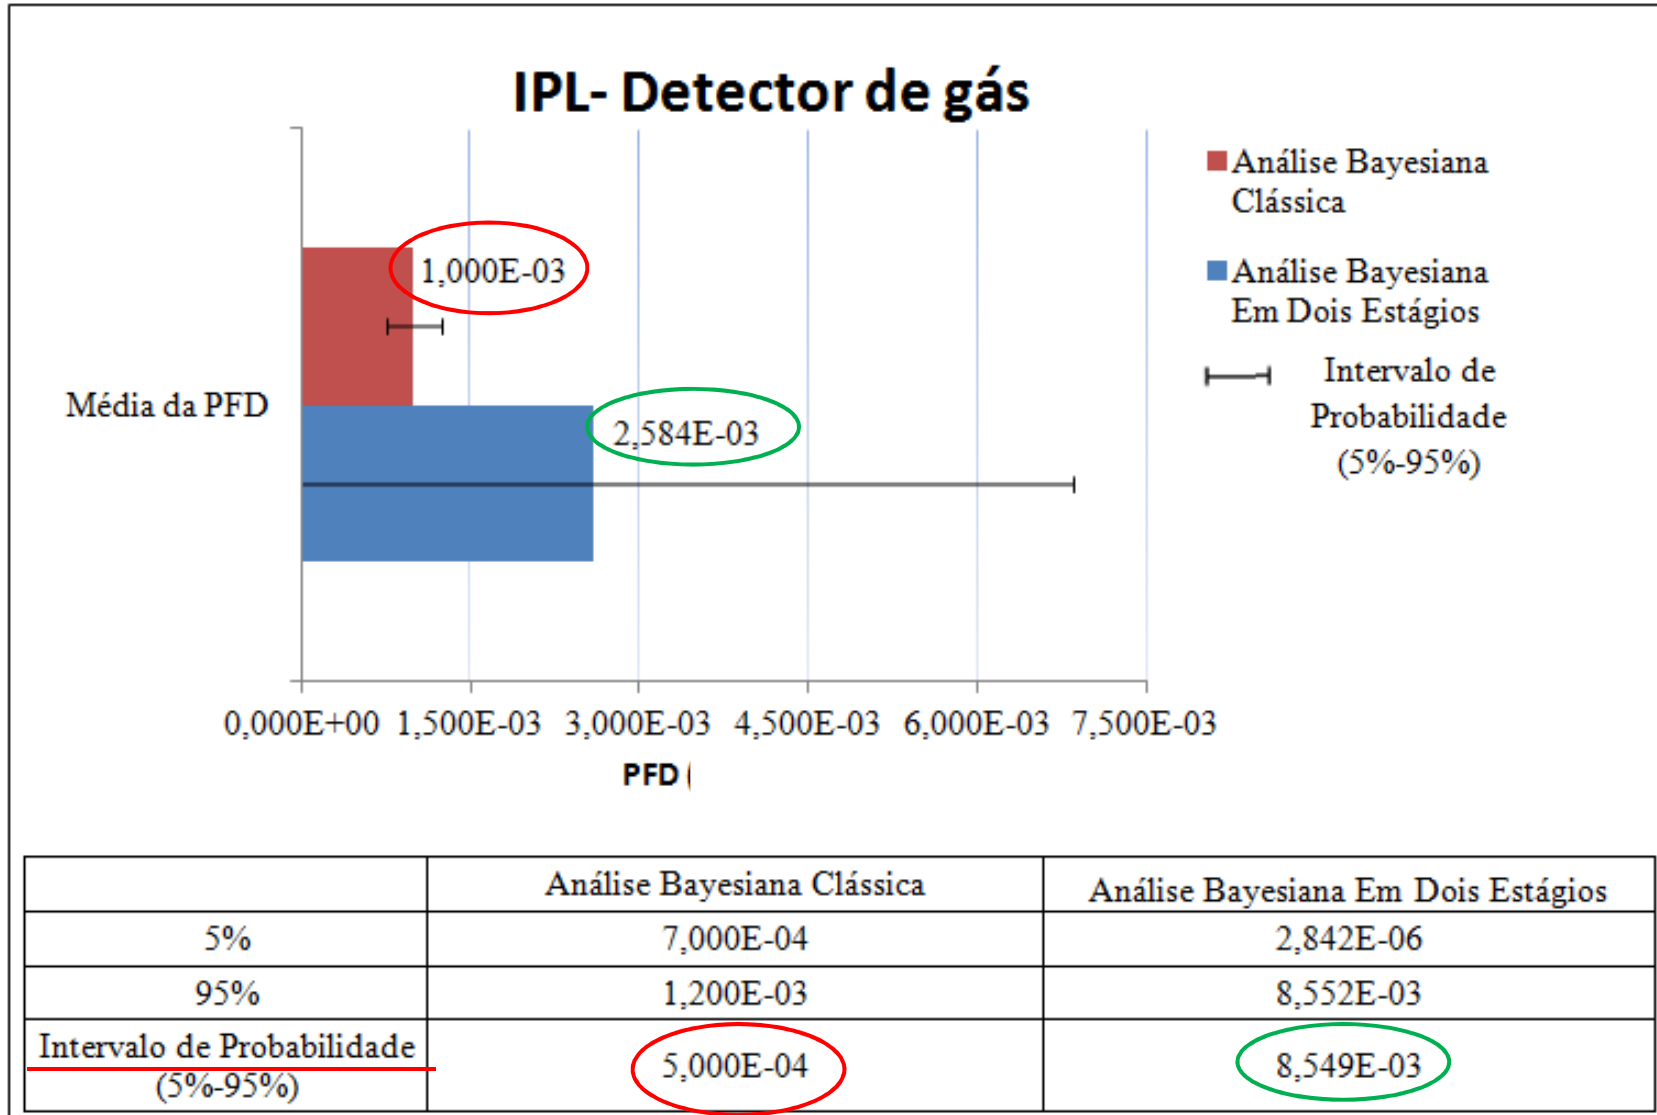 IPL- Detector de gás
Análise Bayesiana
Clássica
Análise Bayesiana
Em Dois Estágios
Intervalo de
Probabilidade
(5%-95%)
1,000E-03
Média da PFD
2,584E-03
0,000E+00 1,500E-03 3,000E-03 4,500E-03 6,000E-03 7,500E-03
PFD (
Análise Bayesiana Clássica Análise Bayesiana Em Dois Estágios
5% 7,000E-04 2,842E-06
95% 1,200E-03 8,552E-03
Intervalo de Probabilidade
(5%-95%) 5,000E-04 8,549E-03